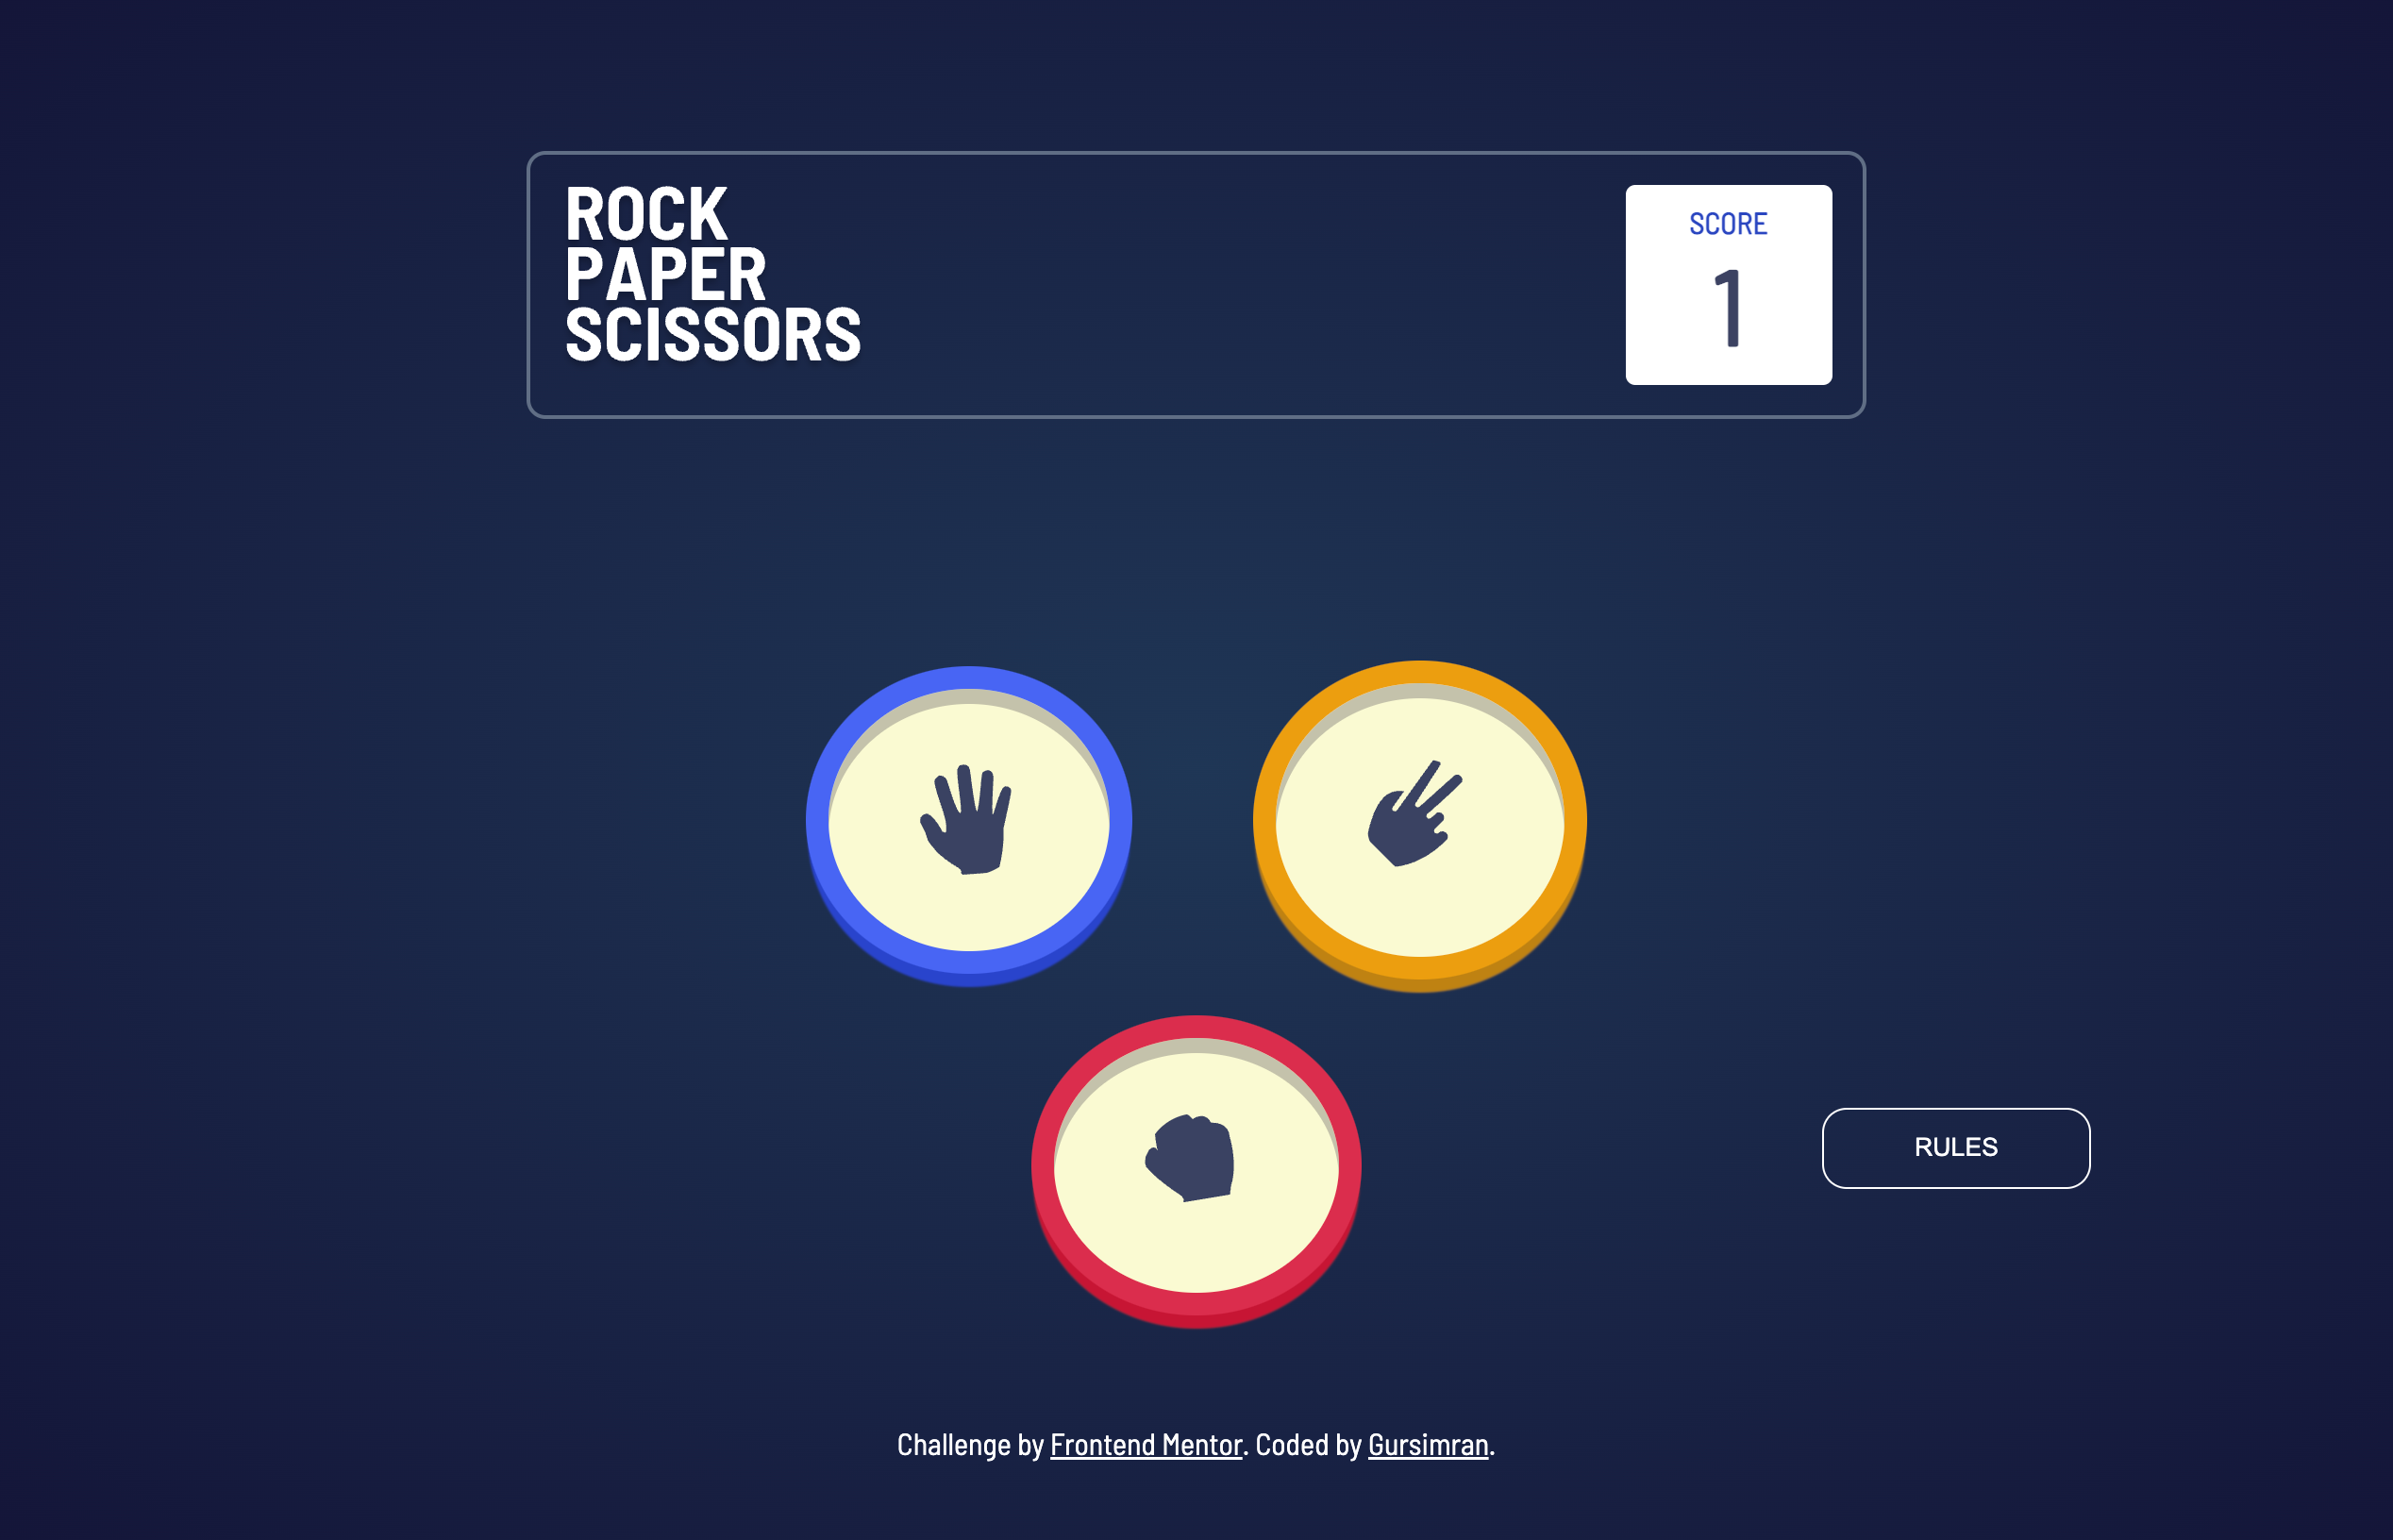 ROCK
PAPER
SCISSORS
SCORE
1
RULES
Challenge by Frontend Mentor. Coded by Gursimran.